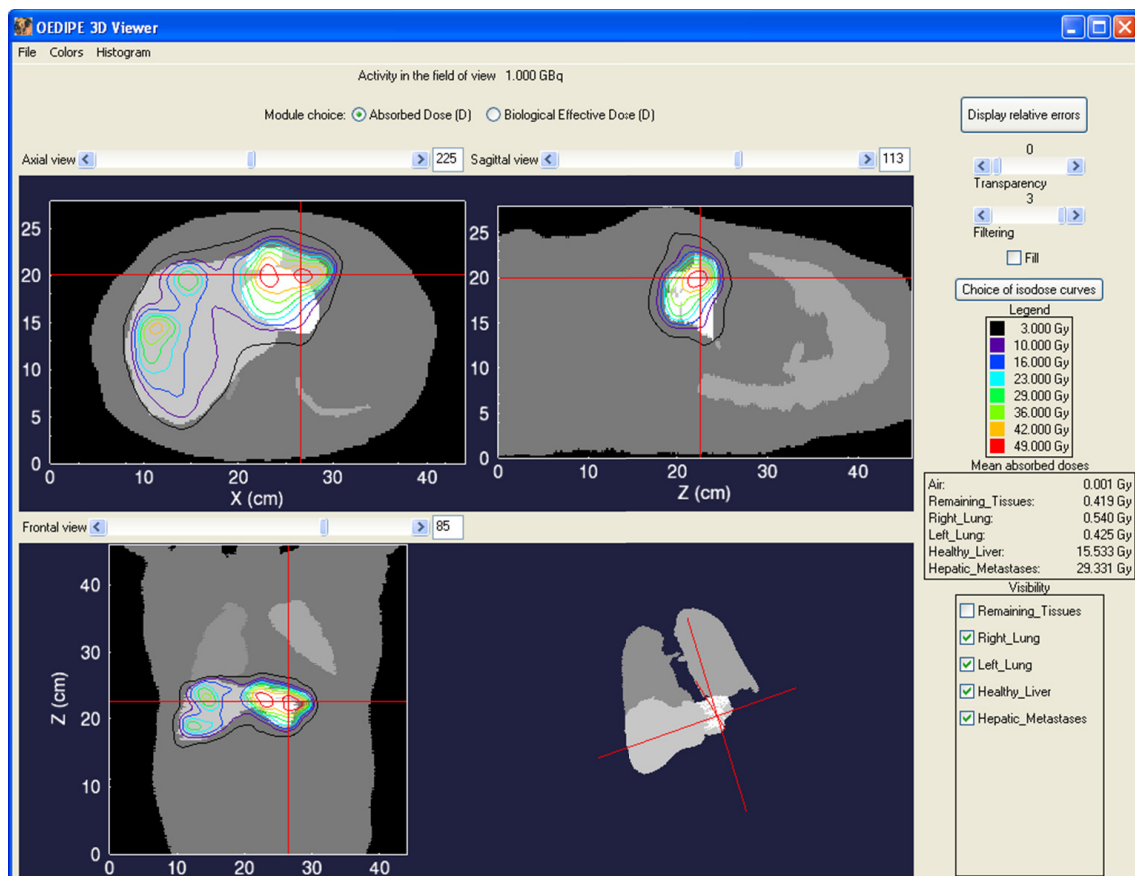 OEDIPE 3D Viewer
File Colors Histogram
Activity in the field of view 1.000 GBq
Module choice: Absorbed Dose (D) Biological Effective Dose (D)
Display relative errors
Axial view 225 Sagittal view 113
0
Transparency
3
Filtering
Fill
Choice of isodose curves
Legend
3.000 Gy
10.000 Gy
16.000 Gy
23.000 Gy
29.000 Gy
36.000 Gy
42.000 Gy
49.000 Gy
25
20
15
10
5
0
0 10 20 30 40
X (cm)
25
20
15
10
5
0
20 30 40
Z (cm)
Mean absorbed doses
Air: 0.001 Gy
Remaining_Tissues: 0.419 Gy
Right_Lung: 0.540 Gy
Left_Lung: 0.425 Gy
Healthy_Liver: 15.533 Gy
Hepatic_Metastases: 29.331 Gy
Visibility
Remaining_Tissues
Right_Lung
Left_Lung
Healthy_Liver
Hepatic_Metastases
Frontal view 85
Z (cm)
40
30
20
10
0
0 10 20 30 40